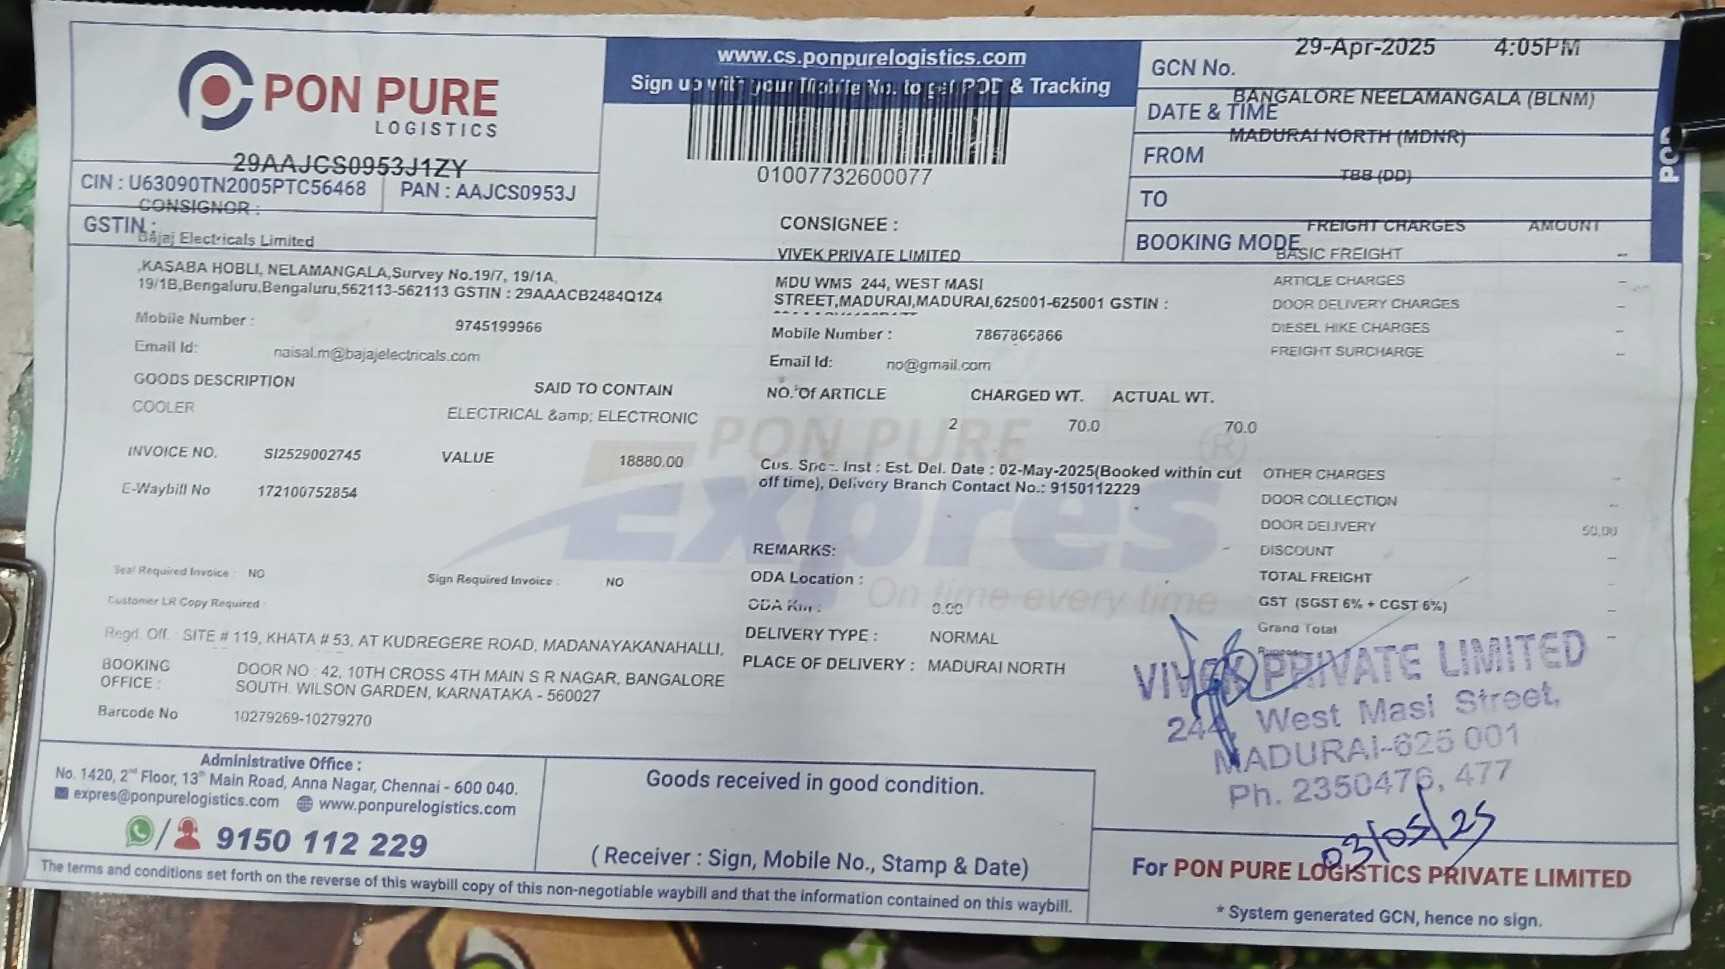 PON PURE
LOGISTICS
www.cs.ponpurelogistics.com
Sign up with your Mobile No. to get POD & Tracking
01007732600077
29-Apr-2025 4:05PM
GCN No.
BANGALORE NEELAMANGALA (BLNM)
DATE & TIME
MADURAI NORTH (MDNR)
FROM
TBB (DD)
TO
FREIGHT CHARGES AMOUNT
BOOKING MODE
POD
29AAJCS0953J1ZY
CIN : U63090TN2005PTC56468 PAN : AAJCS0953J
CONSIGNOR :
GSTIN :
Bajaj Electricals Limited
,KASABA HOBLI, NELAMANGALA,Survey No.19/7, 19/1A,
19/1B,Bengaluru,Bengaluru,562113-562113 GSTIN : 29AAACB2484Q1Z4
Mobile Number : 9745199966
Email Id: naisal.m@bajajelectricals.com
CONSIGNEE :
VIVEK PRIVATE LIMITED
MDU WMS 244, WEST MASI
STREET,MADURAI,MADURAI,625001-625001 GSTIN :
Mobile Number : 7867866866
Email Id: no@gmail.com
BASIC FREIGHT --
ARTICLE CHARGES --
DOOR DELIVERY CHARGES --
DIESEL HIKE CHARGES --
FREIGHT SURCHARGE --
GOODS DESCRIPTION SAID TO CONTAIN NO. Of ARTICLE CHARGED WT. ACTUAL WT.
COOLER ELECTRICAL &amp; ELECTRONIC 2 70.0 70.0
PON PURE
Expres
On time every time
INVOICE NO. SI2529002745 VALUE 18880.00
E-Waybill No 172100752854
Cus. Spec. Inst : Est. Del. Date : 02-May-2025(Booked within cut
off time), Delivery Branch Contact No.: 9150112229
OTHER CHARGES --
DOOR COLLECTION --
DOOR DELIVERY 50.00
DISCOUNT --
TOTAL FREIGHT
GST (SGST 6% + CGST 6%) --
Grand Total --
Rupees
REMARKS:
ODA Location :
ODA Km : 0.00
DELIVERY TYPE : NORMAL
PLACE OF DELIVERY : MADURAI NORTH
Seal Required Invoice : NO Sign Required Invoice : NO
Customer LR Copy Required :
Regd. Off. : SITE # 119, KHATA # 53, AT KUDREGERE ROAD, MADANAYAKANAHALLI,
BOOKING OFFICE : DOOR NO : 42, 10TH CROSS 4TH MAIN S R NAGAR, BANGALORE
SOUTH. WILSON GARDEN, KARNATAKA - 560027
Barcode No 10279269-10279270
VIVEK PRIVATE LIMITED
244, West Masi Street,
MADURAI-625 001
Ph. 2350476, 477
03/05/25
Administrative Office :
No. 1420, 2nd Floor, 13th Main Road, Anna Nagar, Chennai - 600 040.
expres@ponpurelogistics.com www.ponpurelogistics.com
9150 112 229
Goods received in good condition.
( Receiver : Sign, Mobile No., Stamp & Date)
For PON PURE LOGISTICS PRIVATE LIMITED
* System generated GCN, hence no sign.
The terms and conditions set forth on the reverse of this waybill copy of this non-negotiable waybill and that the information contained on this waybill.